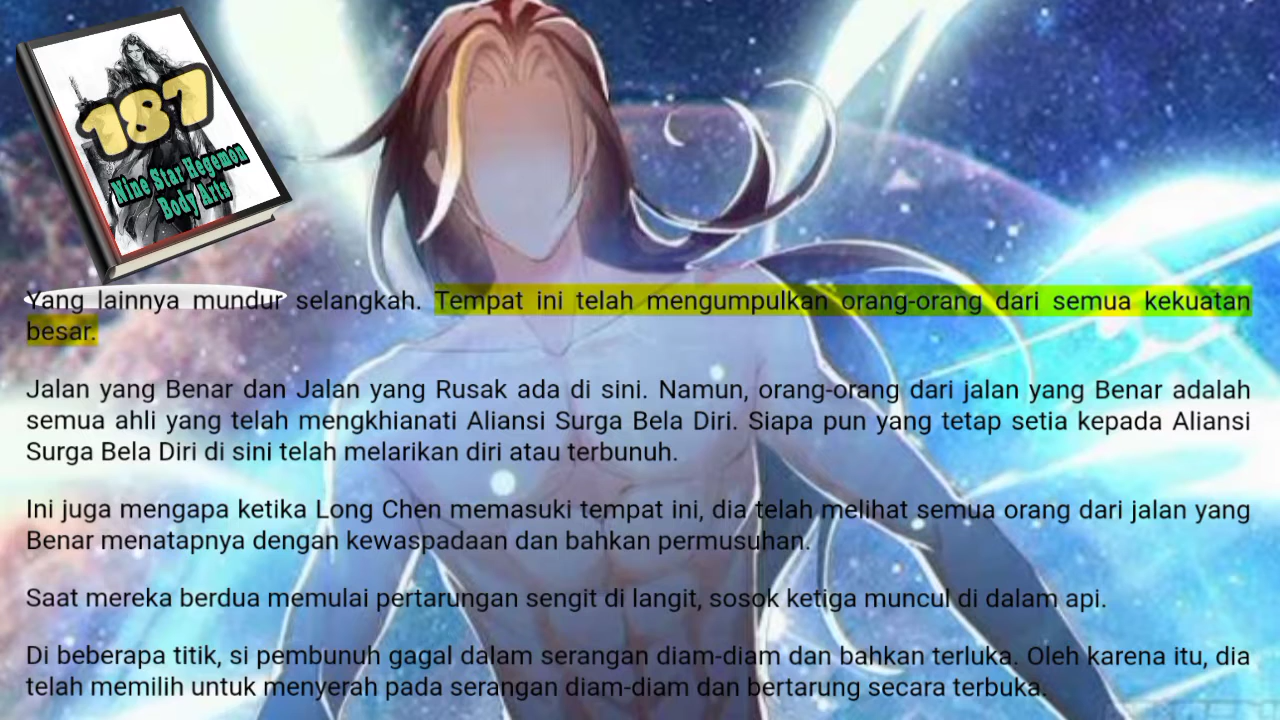 187
Nine Star Hegemon
Body Arts
Yang lainnya mundur selangkah. Tempat ini telah mengumpulkan orang-orang dari semua kekuatan
besar.
Jalan yang Benar dan Jalan yang Rusak ada di sini. Namun, orang-orang dari jalan yang Benar adalah
semua ahli yang telah mengkhianati Aliansi Surga Bela Diri. Siapa pun yang tetap setia kepada Aliansi
Surga Bela Diri di sini telah melarikan diri atau terbunuh.
Ini juga mengapa ketika Long Chen memasuki tempat ini, dia telah melihat semua orang dari jalan yang
Benar menatapnya dengan kewaspadaan dan bahkan permusuhan.
Saat mereka berdua memulai pertarungan sengit di langit, sosok ketiga muncul di dalam api.
Di beberapa titik, si pembunuh gagal dalam serangan diam-diam dan bahkan terluka. Oleh karena itu, dia
telah memilih untuk menyerah pada serangan diam-diam dan bertarung secara terbuka.